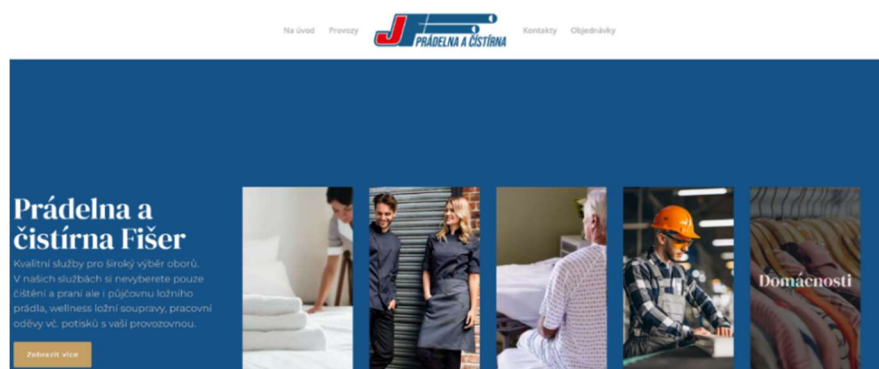 Na úvod
Provozy
JF
PRÁDELNA A ČISTÍRNA
Kontakty
Objednávky
Prádelna a
čistírna Fišer
Kvalitní služby pro široký výběr oborů.
V našich službách si nevyberete pouze
čištění a praní ale i půjčovnu ložního
prádla, wellness ložní soupravy, pracovní
oděvy vč. potisků s vaší provozovnou.
Zobrazit více
Domácnosti